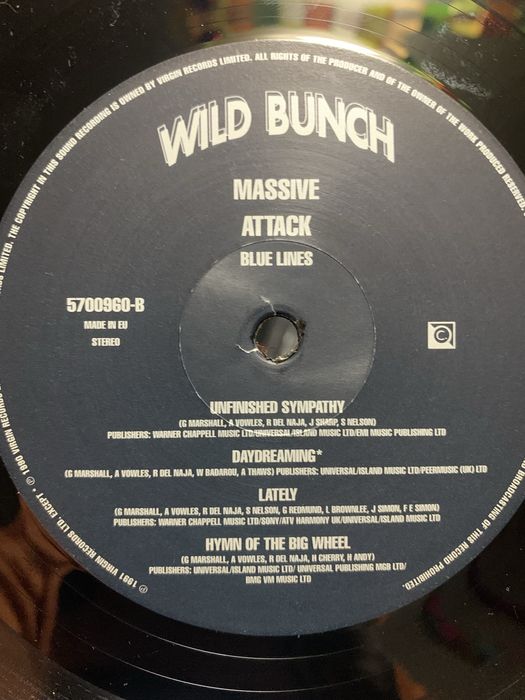 LIMITED. THE COPYRIGHT IN THIS SOUND RECORDING IS OWNED BY VIRGIN RECORDS LIMITED. ALL RIGHTS OF THE PRODUCER AND OF THE OWNER OF THE WORK PRODUCED RESERVED.
WILD BUNCH
MASSIVE
ATTACK
BLUE LINES
5700960-B
MADE IN EU
STEREO
UNFINISHED SYMPATHY
(G MARSHALL, A VOWLES, R DEL NAJA, J SHARP, S NELSON)
PUBLISHERS: WARNER CHAPPELL MUSIC LTD/UNIVERSAL/ISLAND MUSIC LTD/EMI MUSIC PUBLISHING LTD
DAYDREAMING*
(G MARSHALL, A VOWLES, R DEL NAJA, W BADAROU, A THAWS) PUBLISHERS: UNIVERSAL/ISLAND MUSIC LTD/PEERMUSIC (UK) LTD
LATELY
(G MARSHALL, A VOWLES, R DEL NAJA, S NELSON, G REDMUND, L BROWNLEE, J SIMON, F E SIMON)
PUBLISHERS: WARNER CHAPPELL MUSIC LTD/SONY/ATV HARMONY UK/UNIVERSAL/ISLAND MUSIC LTD
HYMN OF THE BIG WHEEL
(G MARSHALL, A VOWLES, R DEL NAJA, N CHERRY, H ANDY)
PUBLISHERS: UNIVERSAL/ISLAND MUSIC LTD/ UNIVERSAL PUBLISHING MGB LTD/
BMG VM MUSIC LTD
BROADCASTING OF THIS RECORD PROHIBITED.
℗ 1991 VIRGIN RECORDS LTD EXCEPT * ℗ 1990 VIRGIN RECORDS